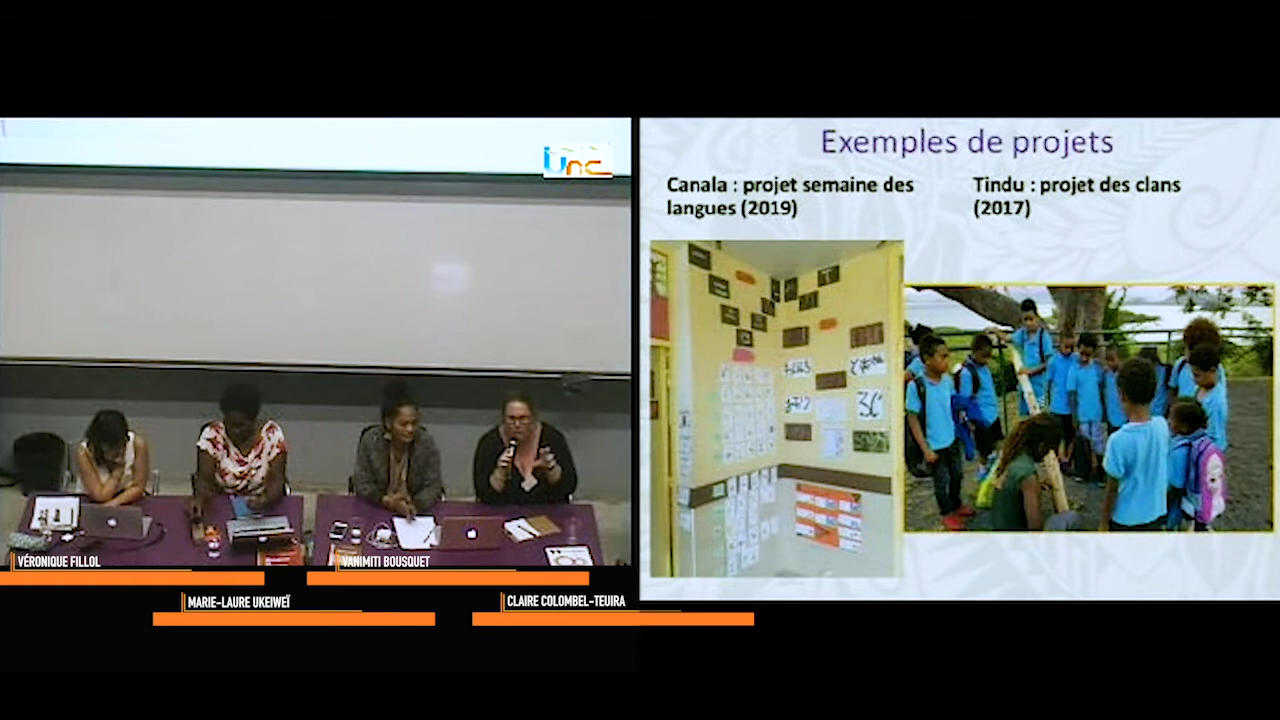 unc
Exemples de projets
Canala : projet semaine des
langues (2019)
Tindu : projet des clans
(2017)
VÉRONIQUE FILLOL
VANIMITI BOUSQUET
MARIE-LAURE UKEIWEÏ
CLAIRE COLOMBEL-TEUIRA